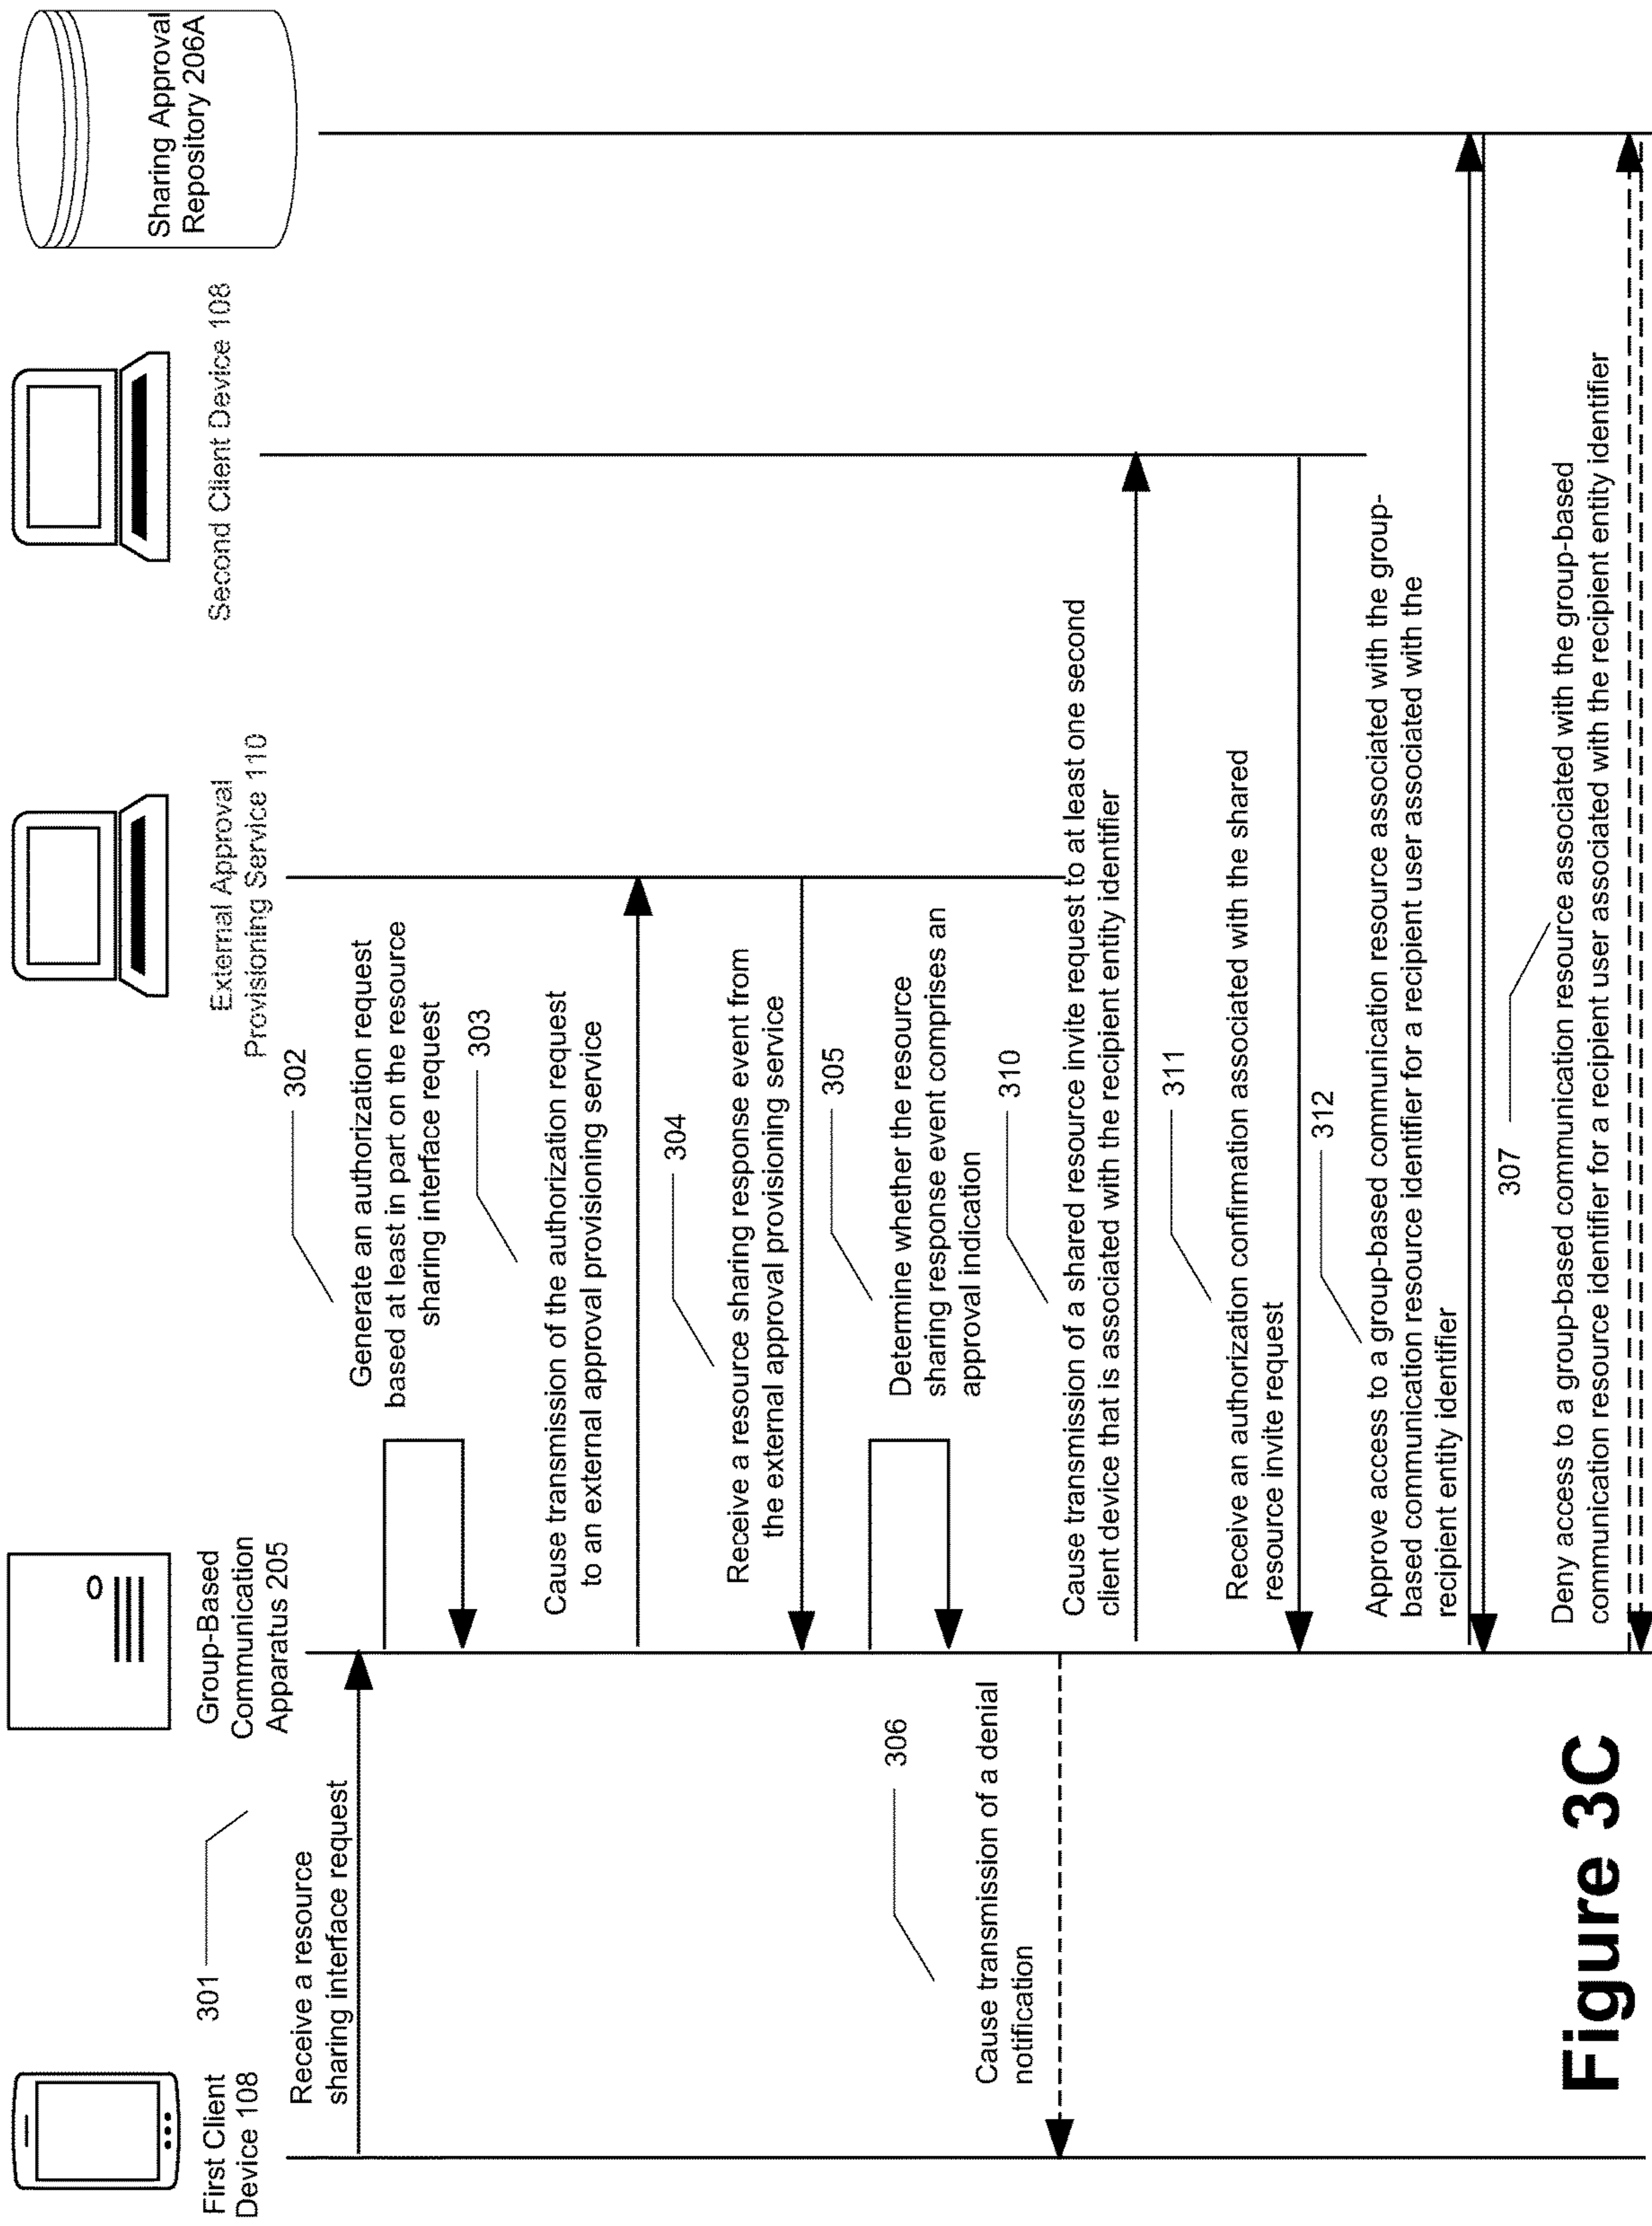 First Client
Device 108
Group-Based
Communication
Apparatus 205
External Approval
Provisioning Service 110
Second Client Device 108
Sharing Approval
Repository 206A
301
Receive a resource
sharing interface request
302
Generate an authorization request
based at least in part on the resource
sharing interface request
303
Cause transmission of the authorization request
to an external approval provisioning service
304
Receive a resource sharing response event from
the external approval provisioning service
305
Determine whether the resource
sharing response event comprises an
approval indication
306
Cause transmission of a denial
notification
310
Cause transmission of a shared resource invite request to at least one second
client device that is associated with the recipient entity identifier
311
Receive an authorization confirmation associated with the shared
resource invite request
312
Approve access to a group-based communication resource associated with the group-
based communication resource identifier for a recipient user associated with the
recipient entity identifier
307
Deny access to a group-based communication resource associated with the group-based
communication resource identifier for a recipient user associated with the recipient entity identifier
Figure 3C